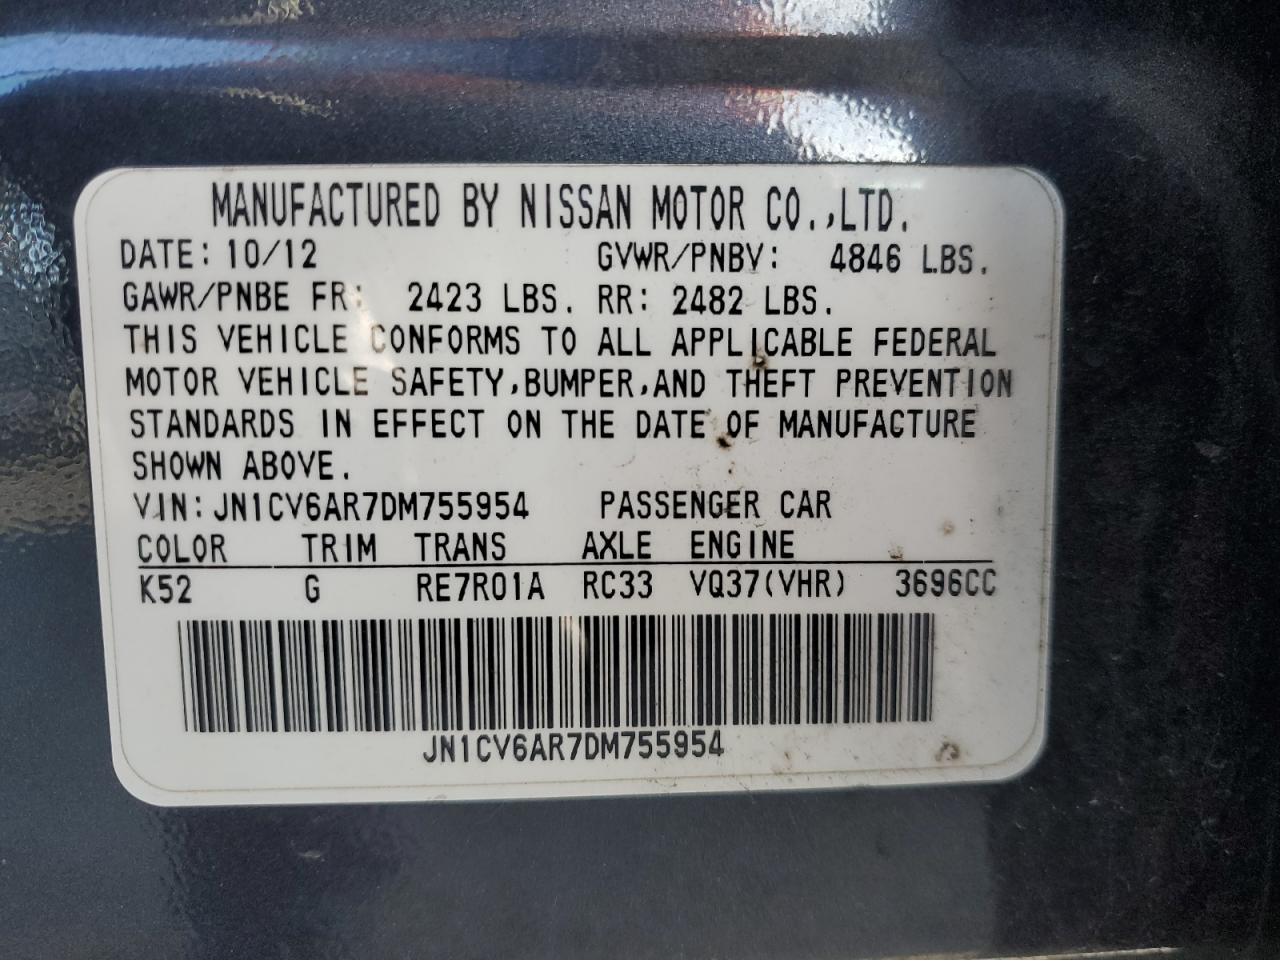 MANUFACTURED BY NISSAN MOTOR CO.,LTD.
DATE: 10/12 GVWR/PNBV: 4846 LBS.
GAWR/PNBE FR: 2423 LBS. RR: 2482 LBS.
THIS VEHICLE CONFORMS TO ALL APPLICABLE FEDERAL
MOTOR VEHICLE SAFETY,BUMPER,AND THEFT PREVENTION
STANDARDS IN EFFECT ON THE DATE OF MANUFACTURE
SHOWN ABOVE.
VIN:JN1CV6AR7DM755954 PASSENGER CAR
COLOR TRIM TRANS AXLE ENGINE
K52 G RE7R01A RC33 VQ37(VHR) 3696CC
JN1CV6AR7DM755954